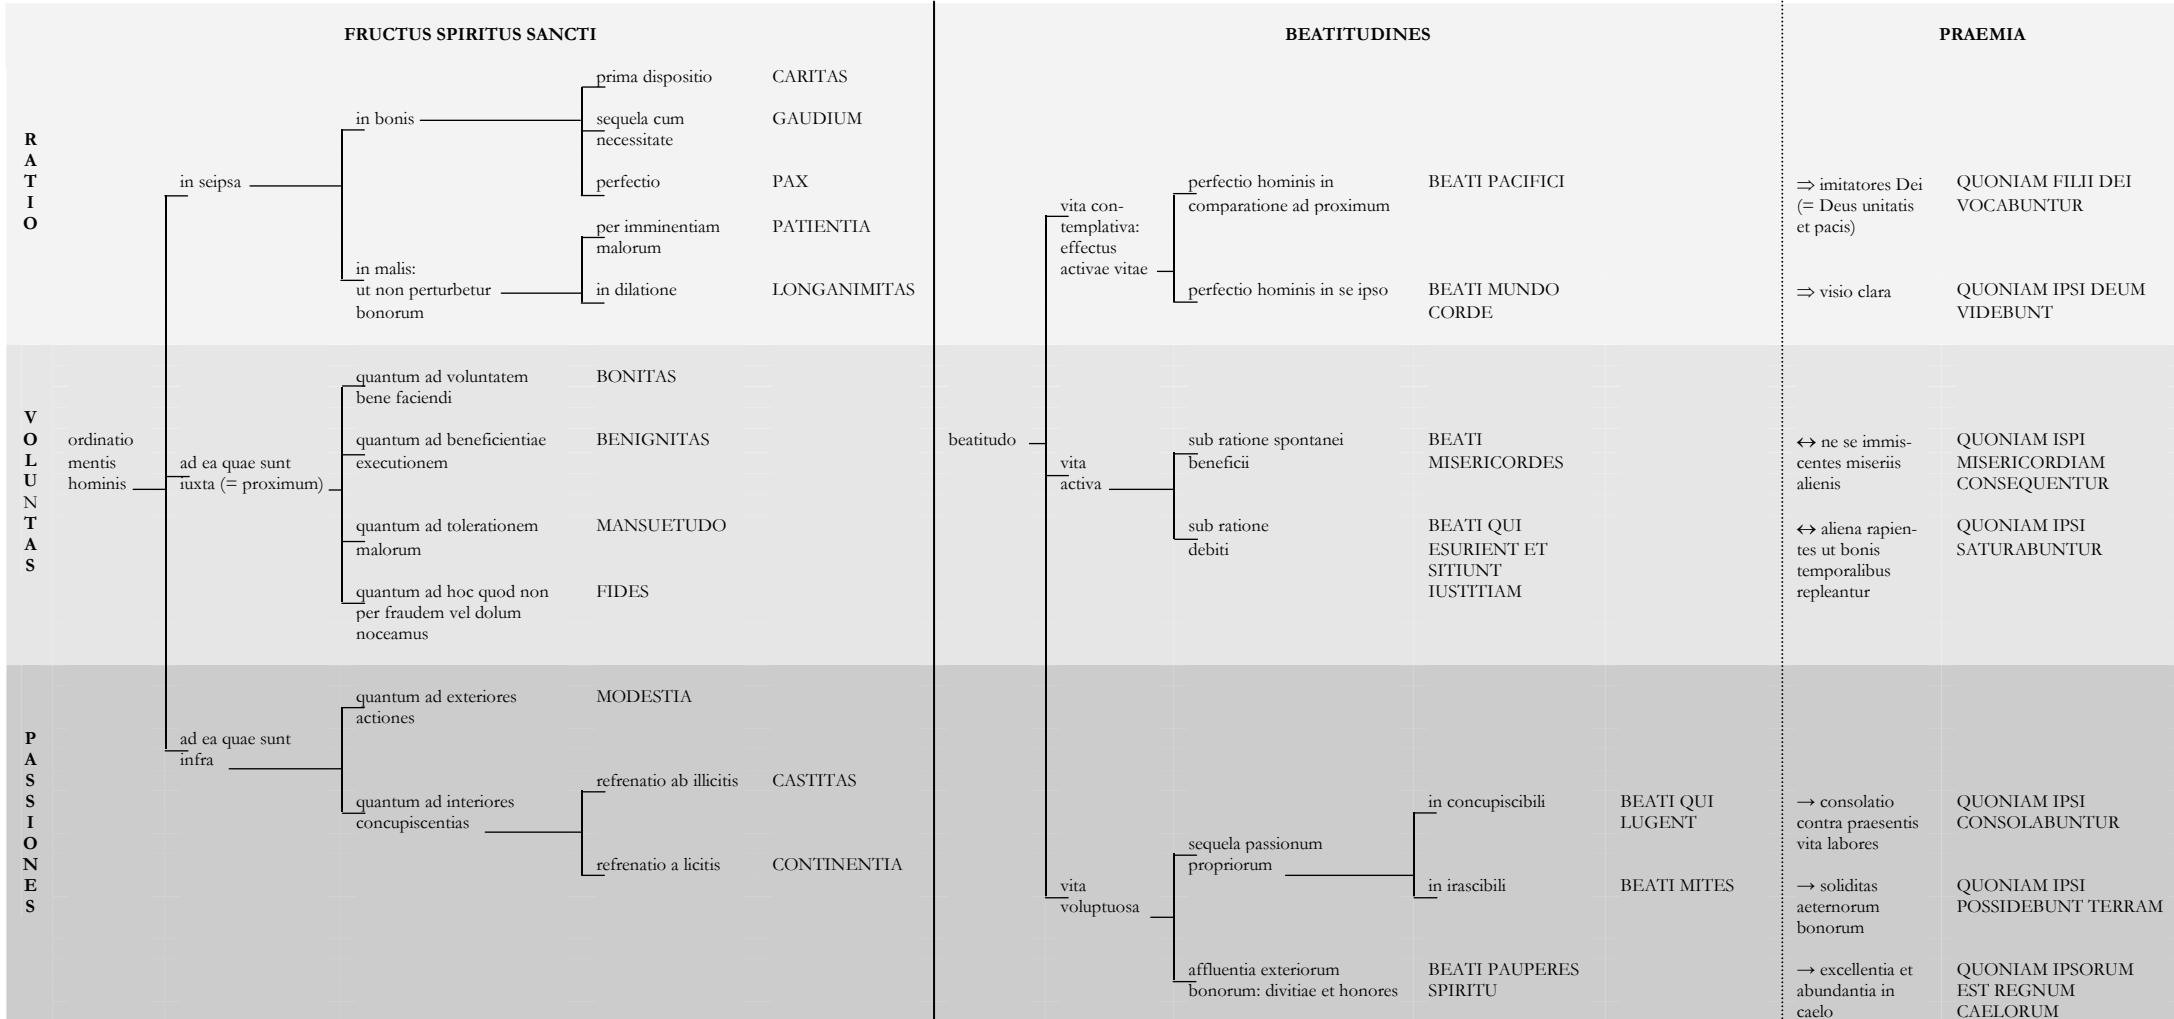 FRUCTUS SPIRITUS SANCTI
BEATITUDINES
PRAEMIA
RATIO
in seipsa
in bonis
prima dispositio
CARITAS
sequela cum
necessitate
GAUDIUM
perfectio
PAX
in malis:
ut non perturbetur
bonorum
per imminentiam
malorum
PATIENTIA
in dilatione
LONGANIMITAS
VOLUNTAS
ordinatio
mentis
hominis
ad ea quae sunt
iuxta (= proximum)
quantum ad voluntatem
bene faciendi
BONITAS
quantum ad beneficientiae
executionem
BENIGNITAS
quantum ad tolerationem
malorum
MANSUETUDO
quantum ad hoc quod non
per fraudem vel dolum
noceamus
FIDES
PASSIONES
ad ea quae sunt
infra
quantum ad exteriores
actiones
MODESTIA
quantum ad interiores
concupiscentias
refrenatio ab illicitis
CASTITAS
refrenatio a licitis
CONTINENTIA
beatitudo
vita con-
templativa:
effectus
activae vitae
perfectio hominis in
comparatione ad proximum
BEATI PACIFICI
⇒ imitatores Dei
(= Deus unitatis
et pacis)
QUONIAM FILII DEI
VOCABUNTUR
perfectio hominis in se ipso
BEATI MUNDO
CORDE
⇒ visio clara
QUONIAM IPSI DEUM
VIDEBUNT
vita
activa
sub ratione spontanei
beneficii
BEATI
MISERICORDES
↔ ne se immis-
centes miseriis
alienis
QUONIAM ISPI
MISERICORDIAM
CONSEQUENTUR
sub ratione
debiti
BEATI QUI
ESURIENT ET
SITIUNT
IUSTITIAM
↔ aliena rapien-
tes ut bonis
temporalibus
repleantur
QUONIAM IPSI
SATURABUNTUR
vita
voluptuosa
sequela passionum
propriorum
in concupiscibili
BEATI QUI
LUGENT
→ consolatio
contra praesentis
vita labores
QUONIAM IPSI
CONSOLABUNTUR
in irascibili
BEATI MITES
→ soliditas
aeternorum
bonorum
QUONIAM IPSI
POSSIDEBUNT TERRAM
affluentia exteriorum
bonorum: divitiae et honores
BEATI PAUPERES
SPIRITU
→ excellentia et
abundantia in
caelo
QUONIAM IPSORUM
EST REGNUM
CAELORUM